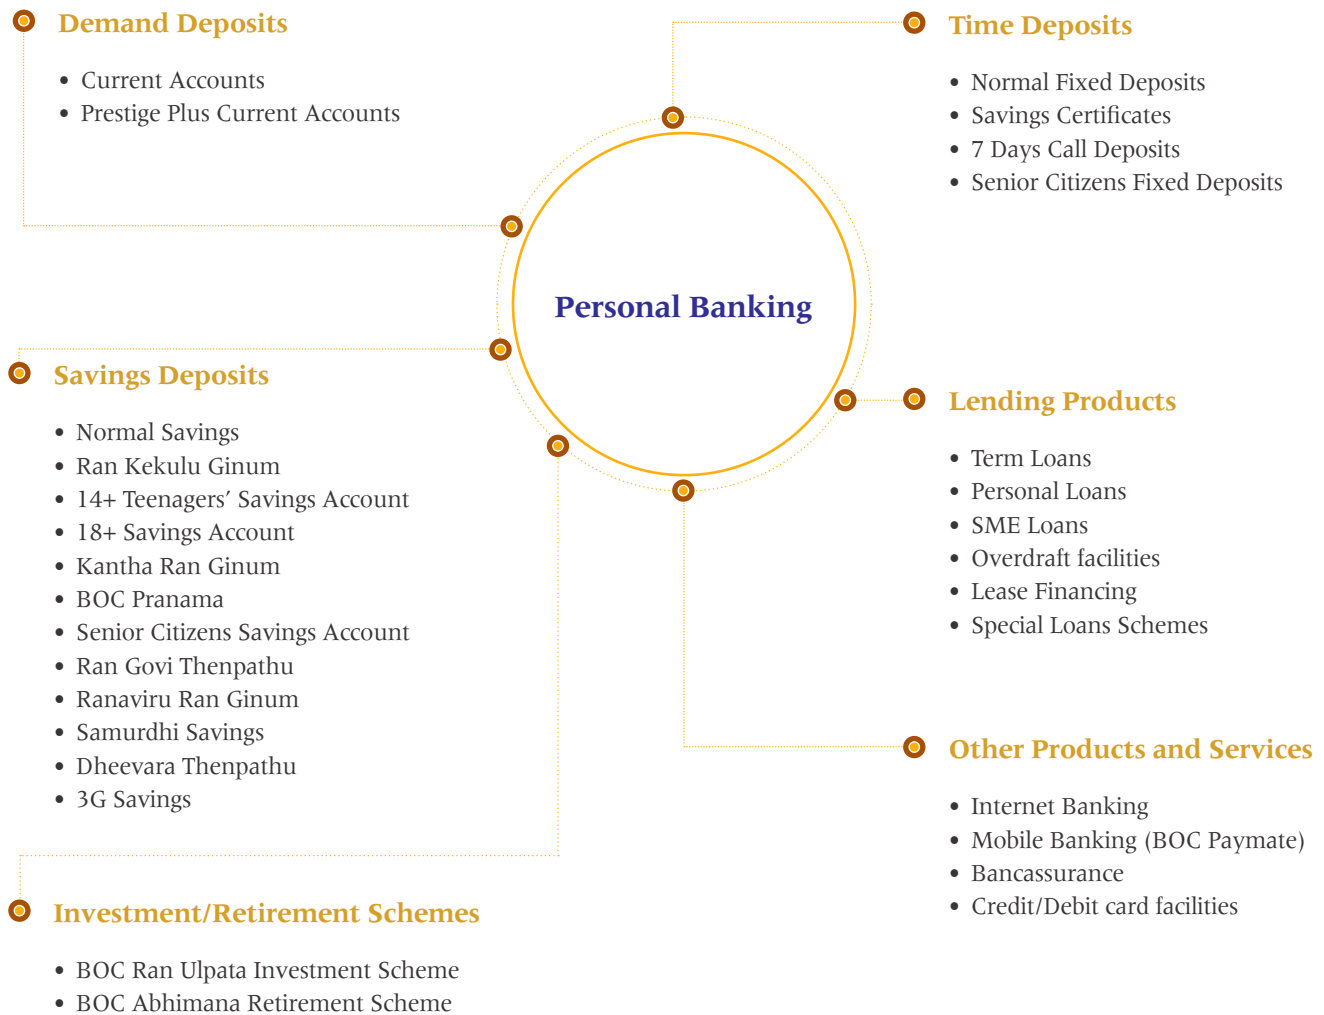 Demand Deposits
• Current Accounts
• Prestige Plus Current Accounts
Time Deposits
• Normal Fixed Deposits
• Savings Certificates
• 7 Days Call Deposits
• Senior Citizens Fixed Deposits
Personal Banking
Savings Deposits
• Normal Savings
• Ran Kekulu Ginum
• 14+ Teenagers’ Savings Account
• 18+ Savings Account
• Kantha Ran Ginum
• BOC Pranama
• Senior Citizens Savings Account
• Ran Govi Thenpathu
• Ranaviru Ran Ginum
• Samurdhi Savings
• Dheevara Thenpathu
• 3G Savings
Lending Products
• Term Loans
• Personal Loans
• SME Loans
• Overdraft facilities
• Lease Financing
• Special Loans Schemes
Other Products and Services
• Internet Banking
• Mobile Banking (BOC Paymate)
• Bancassurance
• Credit/Debit card facilities
Investment/Retirement Schemes
• BOC Ran Ulpata Investment Scheme
• BOC Abhimana Retirement Scheme